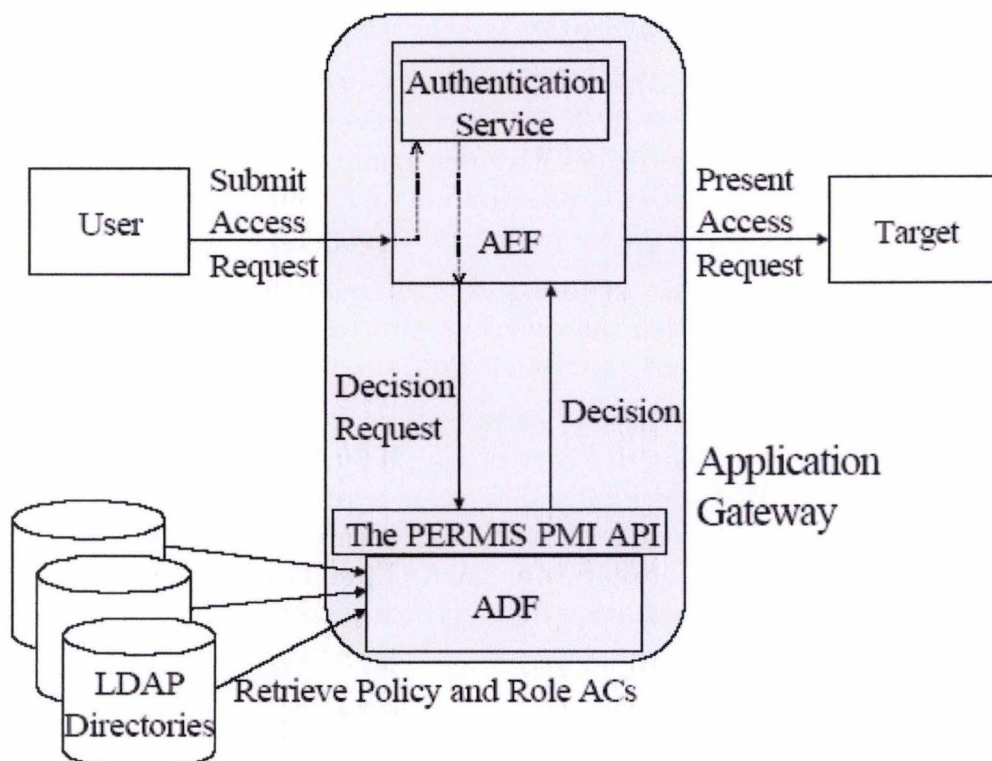 Authentication
Service
User
Submit
Access
Request
AEF
Present
Access
Request
Target
Decision
Request
Decision
Application
Gateway
The PERMIS PMI API
ADF
LDAP
Directories
Retrieve Policy and Role ACs